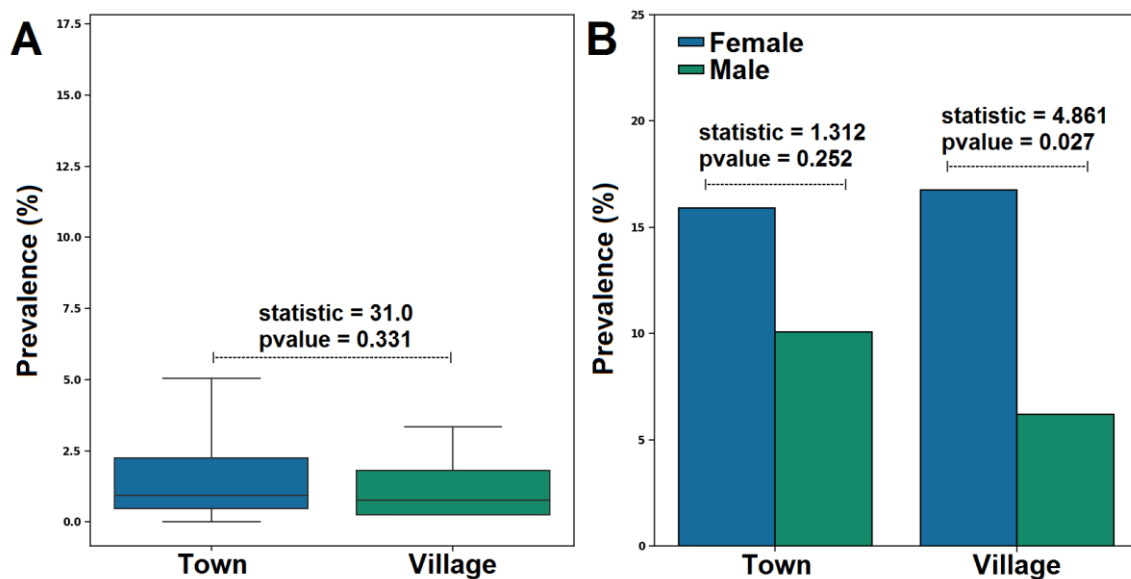 A
Prevalence (%)
17.5
15.0
12.5
10.0
7.5
5.0
2.5
0.0
statistic = 31.0
pvalue = 0.331
Town
Village
B
Prevalence (%)
25
20
15
10
5
0
Female
Male
statistic = 1.312
pvalue = 0.252
statistic = 4.861
pvalue = 0.027
Town
Village